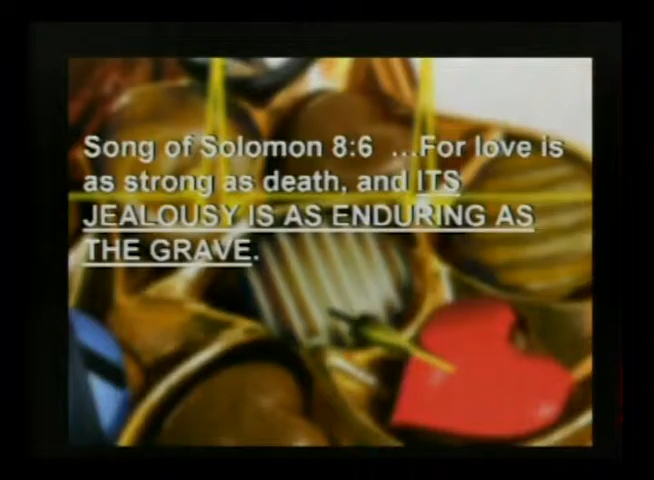 Song of Solomon 8:6 ...For love is
as strong as death, and ITS
JEALOUSY IS AS ENDURING AS
THE GRAVE.